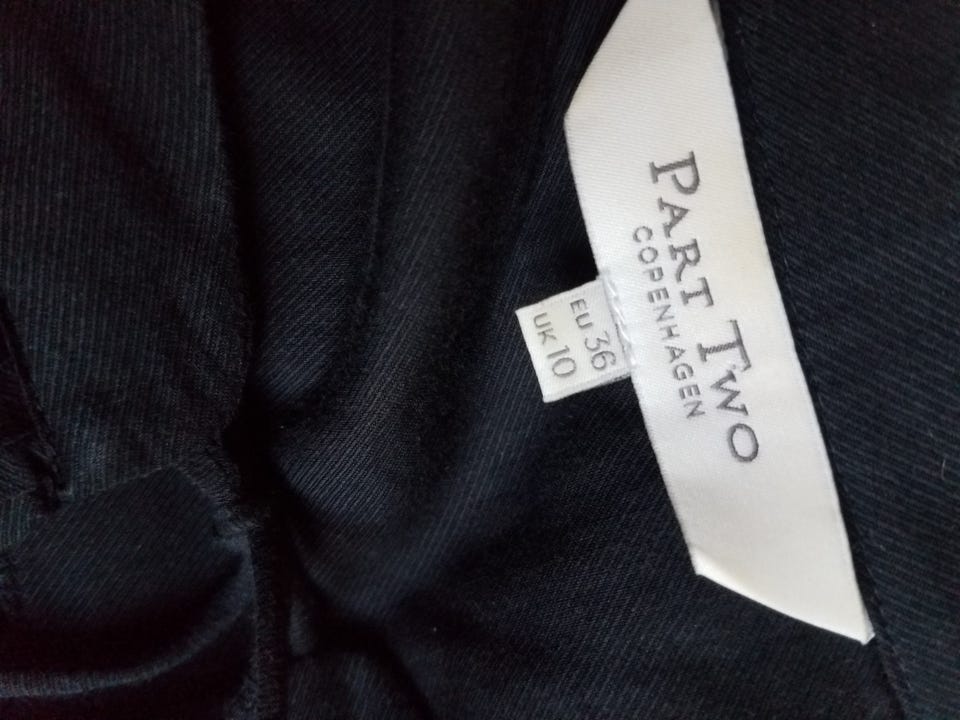 PART TWO
COPENHAGEN
EU 36
UK 10